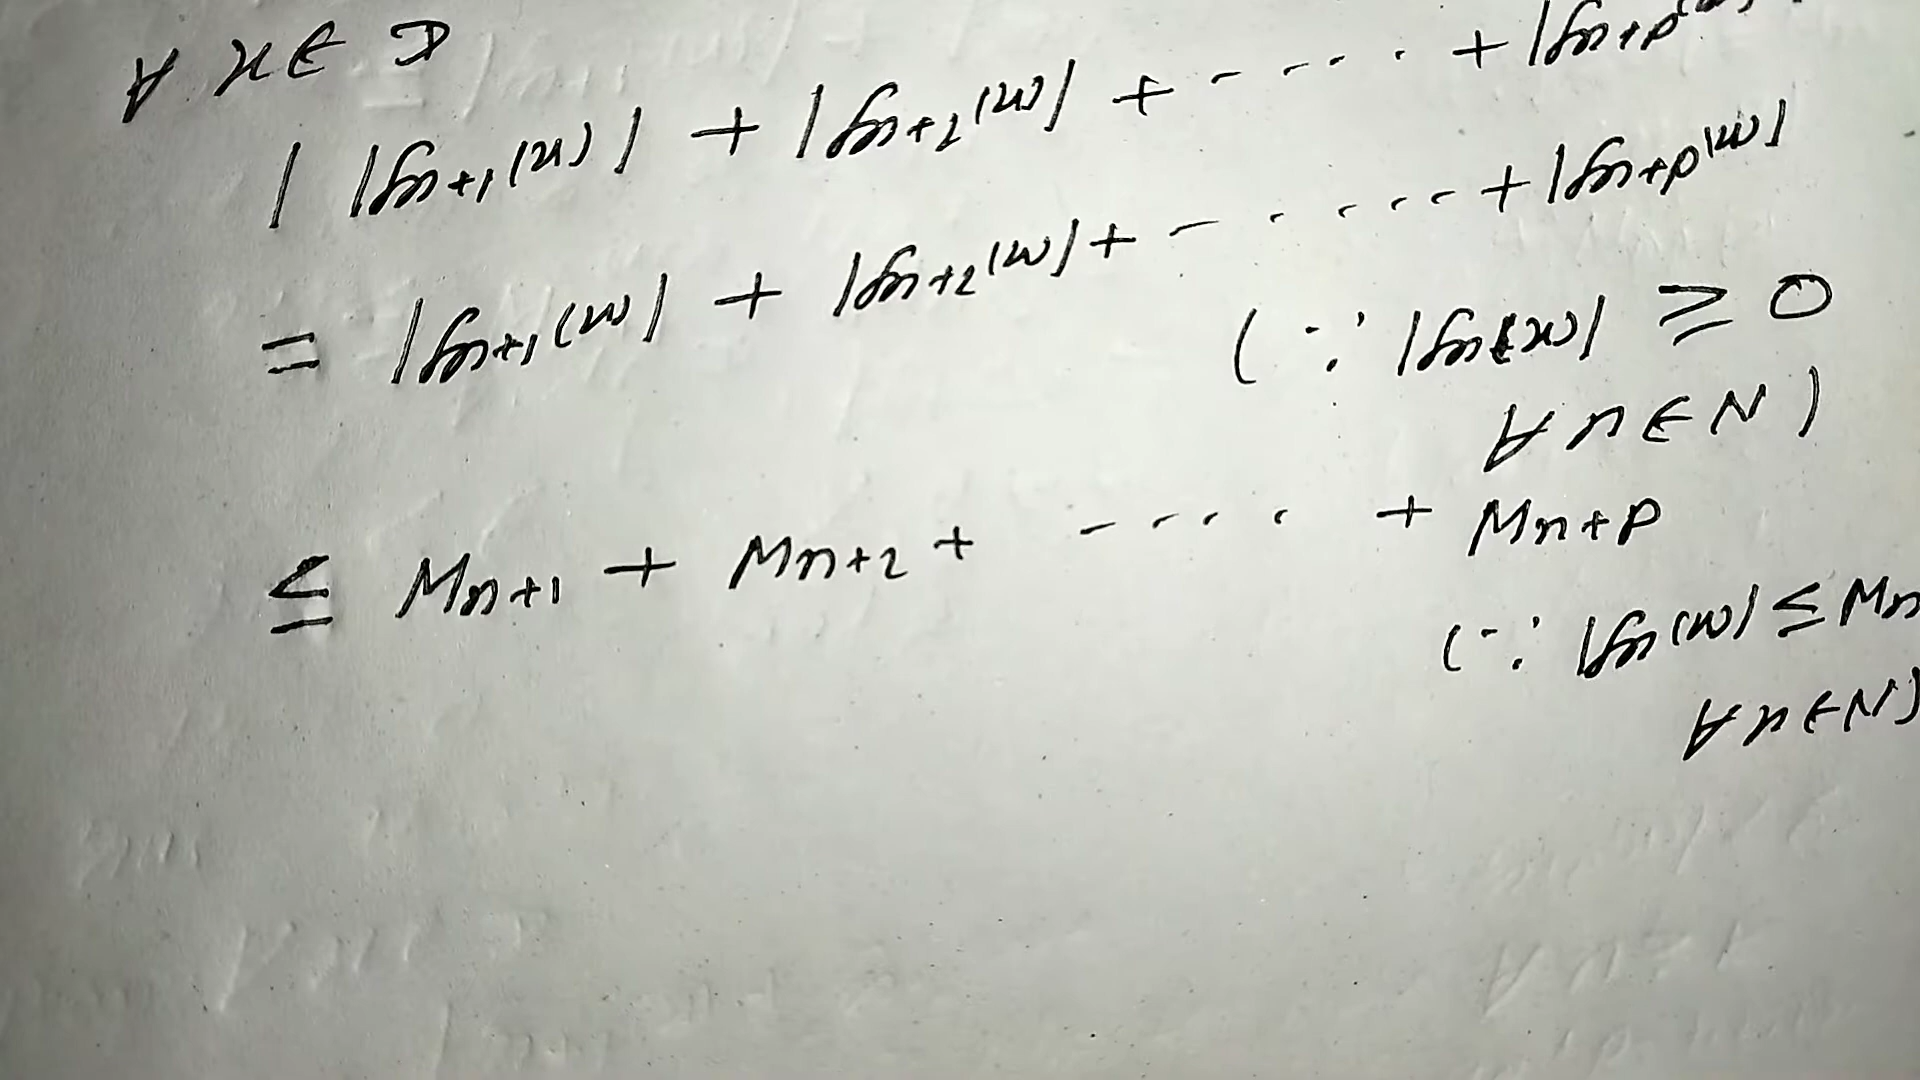 ∀ x ∈ D
| |fn+1(x)| + |fn+2(x)| + - - - - - + |fn+p(x)|
= |fn+1(x)| + |fn+2(x)| + - - - - - - + |fn+p(x)|
(∵ |fn(x)| ≥ 0
∀ n ∈ N)
≤ Mn+1 + Mn+2 + - - - - - + Mn+p
(∵ |fn(x)| ≤ Mn
∀ n ∈ N)